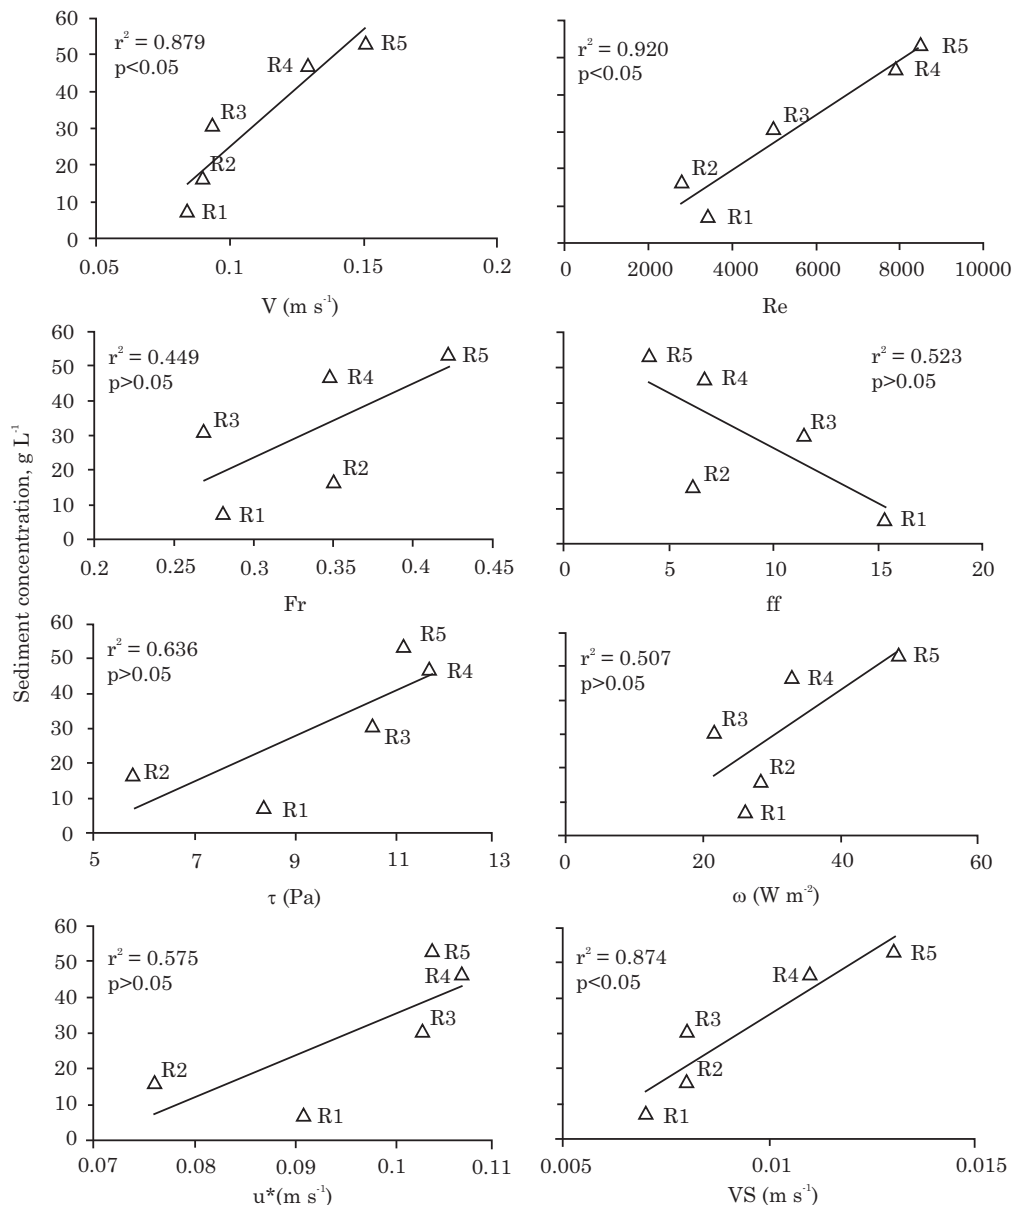 Sediment concentration, g L⁻¹
60
50
40
30
20
10
0
r² = 0.879
p<0.05
R5
R4
R3
R2
R1
0.05 0.1 0.15 0.2
V (m s⁻¹)
r² = 0.920
p<0.05
R5
R4
R3
R2
R1
0 2000 4000 6000 8000 10000
Re
60
50
40
30
20
10
0
r² = 0.449
p>0.05
R5
R4
R3
R2
R1
0.2 0.25 0.3 0.35 0.4 0.45
Fr
r² = 0.523
p>0.05
R5
R4
R3
R2
R1
0 5 10 15 20
ff
60
50
40
30
20
10
0
r² = 0.636
p>0.05
R5
R4
R3
R2
R1
5 7 9 11 13
τ (Pa)
r² = 0.507
p>0.05
R5
R4
R3
R2
R1
0 20 40 60
ω (W m⁻²)
60
50
40
30
20
10
0
r² = 0.575
p>0.05
R5
R4
R3
R2
R1
0.07 0.08 0.09 0.1 0.11
u*(m s⁻¹)
r² = 0.874
p<0.05
R5
R4
R3
R2
R1
0.005 0.01 0.015
VS (m s⁻¹)